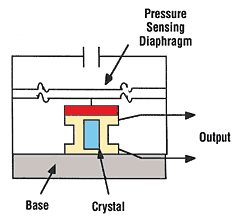 Pressure
Sensing
Diaphragm
Output
Base
Crystal